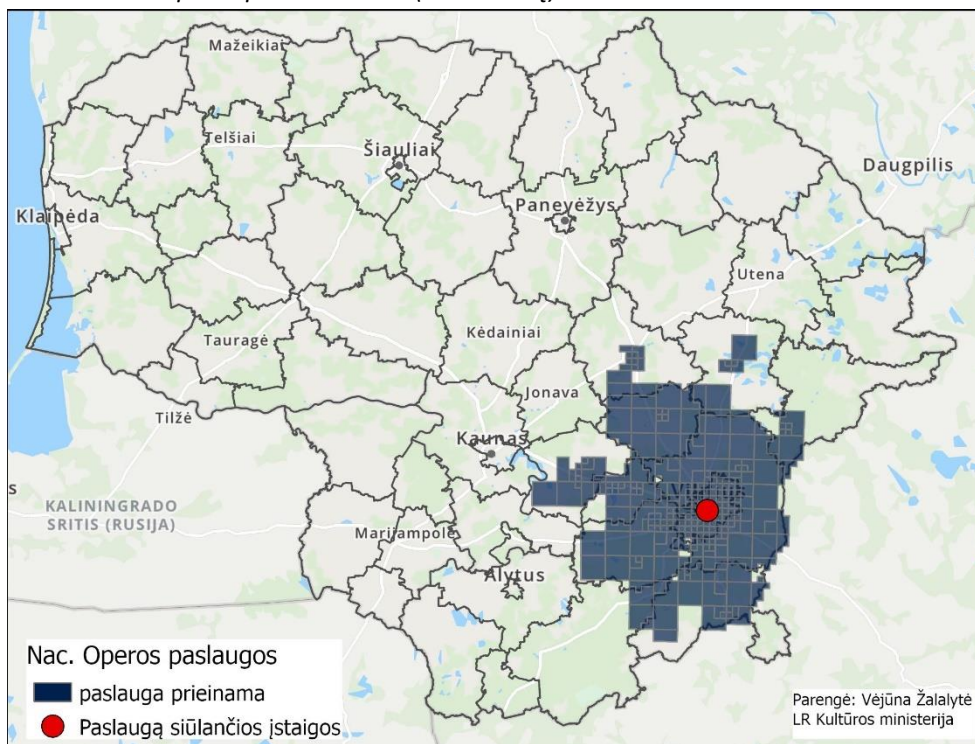 Mažeikiai
Telšiai
Šiauliai
Daugpilis
Klaipėda
Panevėžys
Utena
Kėdainiai
Tauragė
Jonava
Tilžė
Kaunas
s
KALININGRADO
SRITIS (RUSIJA)
Marijampolė
Alytus
Nac. Operos paslaugos
paslauga prieinama
Paslaugą siūlančios įstaigos
Parengė: Vėjūna Žalalytė
LR Kultūros ministerija